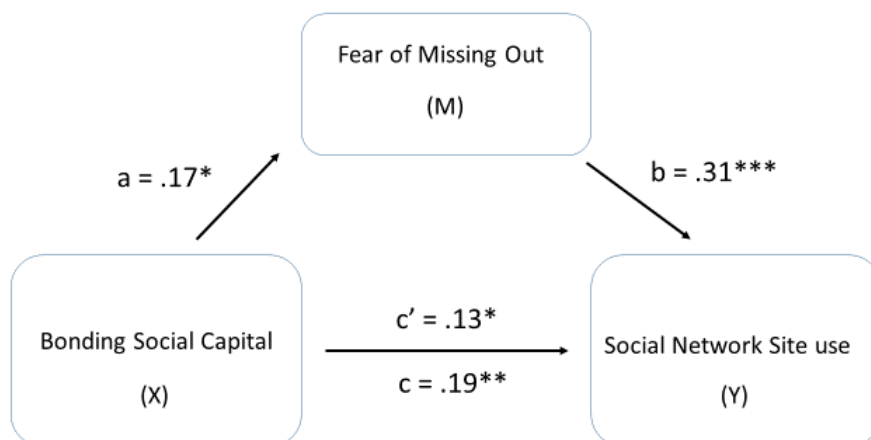 Fear of Missing Out
(M)
a = .17*
b = .31***
Bonding Social Capital
(X)
c’ = .13*
c = .19**
Social Network Site use
(Y)